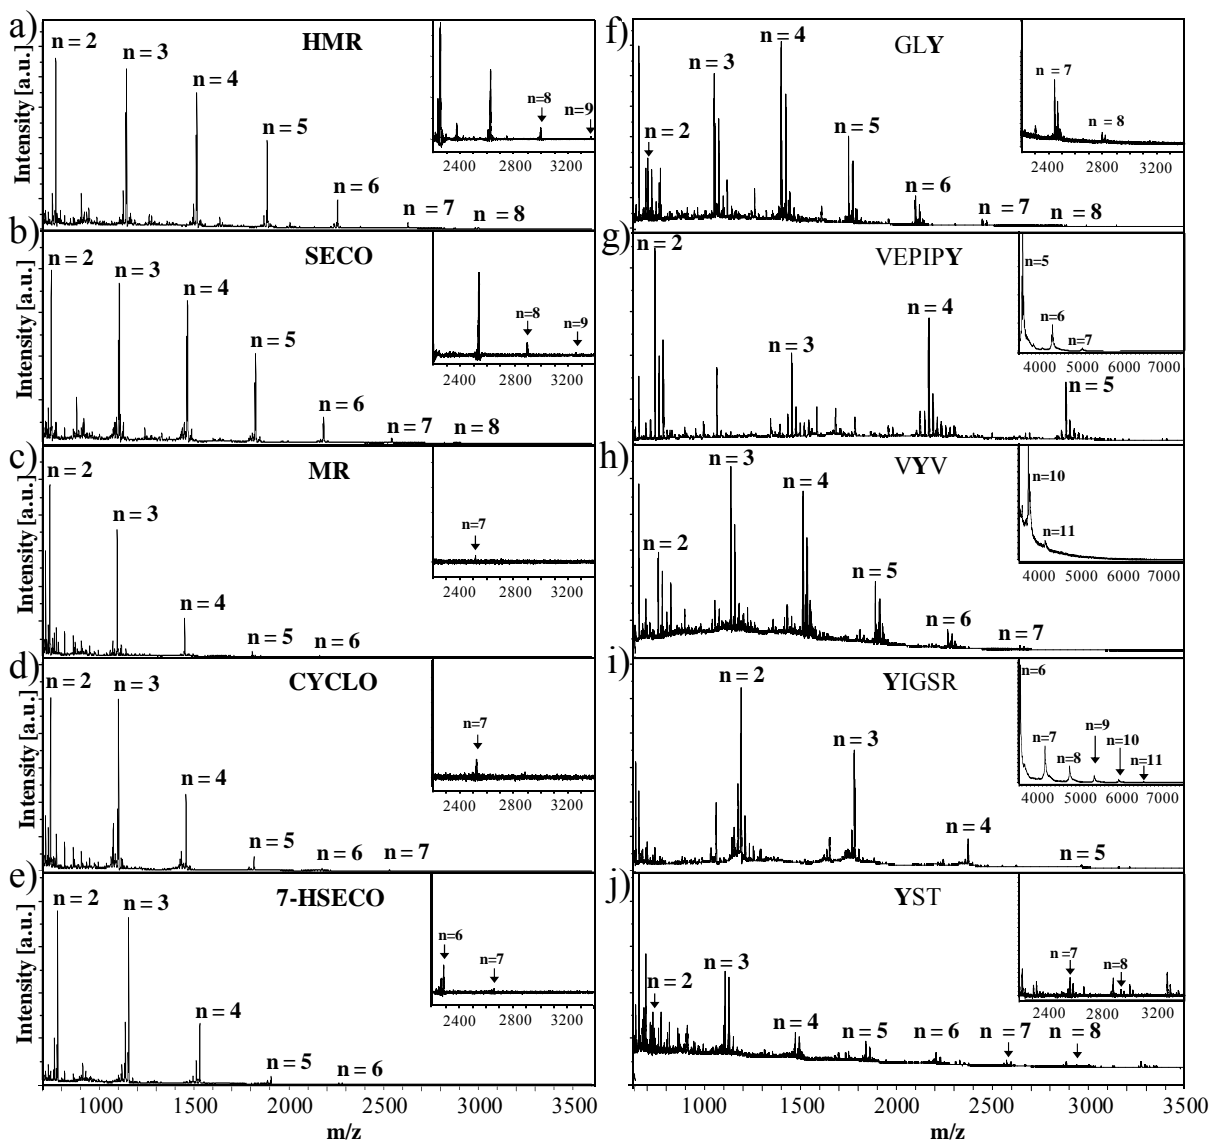 a)
Intensity [a.u.]
HMR
n = 2
n = 3
n = 4
n = 5
n = 6
n = 7
n = 8
n=8
n=9
2400 2800 3200
b)
Intensity [a.u.]
SECO
n = 2
n = 3
n = 4
n = 5
n = 6
n = 7
n = 8
n=8
n=9
2400 2800 3200
c)
Intensity [a.u.]
MR
n = 2
n = 3
n = 4
n = 5
n = 6
n=7
2400 2800 3200
d)
Intensity [a.u.]
CYCLO
n = 2
n = 3
n = 4
n = 5
n = 6
n = 7
n=7
2400 2800 3200
e)
Intensity [a.u.]
7-HSECO
n = 2
n = 3
n = 4
n = 5
n = 6
n=6
n=7
2400 2800 3200
1000 1500 2000 2500 3000 3500
m/z
f)
GLY
n = 2
n = 3
n = 4
n = 5
n = 6
n = 7
n = 8
n = 7
n = 8
2400 2800 3200
g)
VEPIPY
n = 2
n = 3
n = 4
n = 5
n=5
n=6
n=7
4000 5000 6000 7000
h)
VYV
n = 2
n = 3
n = 4
n = 5
n = 6
n = 7
n=10
n=11
4000 5000 6000 7000
i)
YIGSR
n = 2
n = 3
n = 4
n = 5
n=6
n=7
n=8
n=9
n=10
n=11
4000 5000 6000 7000
j)
YST
n = 2
n = 3
n = 4
n = 5
n = 6
n = 7
n = 8
n =7
n=8
2400 2800 3200
1000 1500 2000 2500 3000 3500
m/z